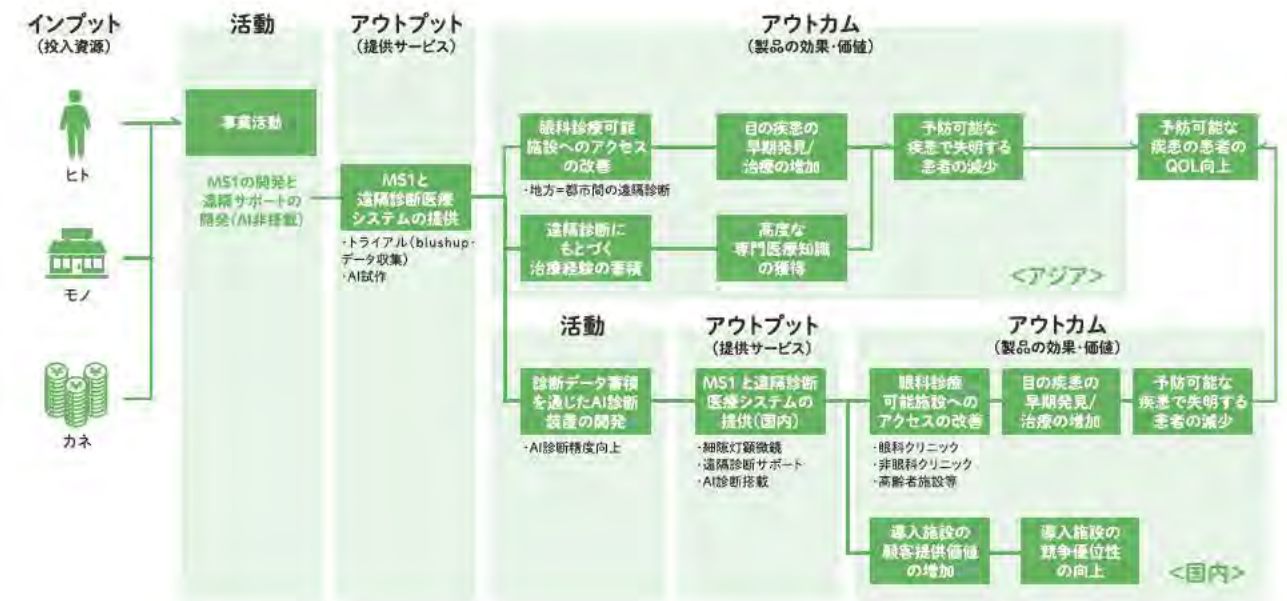 インプット
(投入資源)
ヒト
モノ
カネ
活動
事業活動
MS1の開発と
遠隔サポートの
開発(AI非搭載)
アウトプット
(提供サービス)
MS1と
遠隔診断医療
システムの提供
・トライアル(blushup・
データ収集)
・AI試作
アウトカム
(製品の効果・価値)
眼科診療可能
施設へのアクセス
の改善
・地方=都市間の遠隔診断
目の疾患の
早期発見/
治療の増加
予防可能な
疾患で失明する
患者の減少
予防可能な
疾患の患者の
QOL向上
遠隔診断に
もとづく
治療経験の蓄積
高度な
専門医療知識
の獲得
<アジア>
活動
診断データ蓄積
を通じたAI診断
装置の開発
・AI診断精度向上
アウトプット
(提供サービス)
MS1と遠隔診断
医療システムの
提供(国内)
・細隙灯顕微鏡
・遠隔診断サポート
・AI診断搭載
アウトカム
(製品の効果・価値)
眼科診療
可能施設への
アクセスの改善
・眼科クリニック
・非眼科クリニック
・高齢者施設等
目の疾患の
早期発見/
治療の増加
予防可能な
疾患で失明する
患者の減少
導入施設の
顧客提供価値
の増加
導入施設の
競争優位性
の向上
<国内>